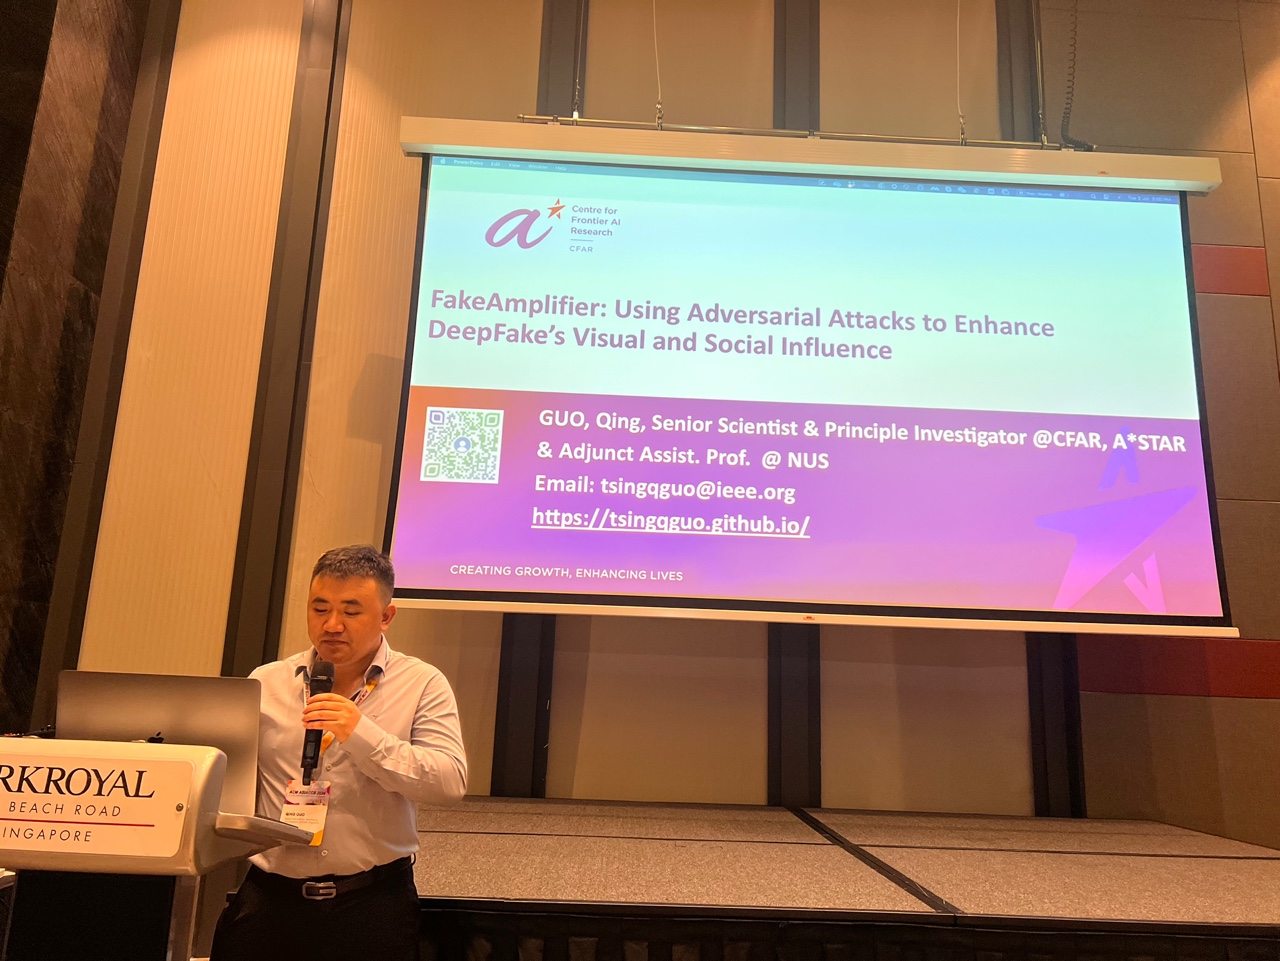 a
Centre for
Frontier AI
Research
CFAR
FakeAmplifier: Using Adversarial Attacks to Enhance
DeepFake's Visual and Social Influence
GUO, Qing, Senior Scientist & Principle Investigator @CFAR, A*STAR
& Adjunct Assist. Prof. @ NUS
Email: tsingqguo@ieee.org
https://tsingqguo.github.io/
CREATING GROWTH, ENHANCING LIVES
RKROYAL
BEACH ROAD
INGAPORE